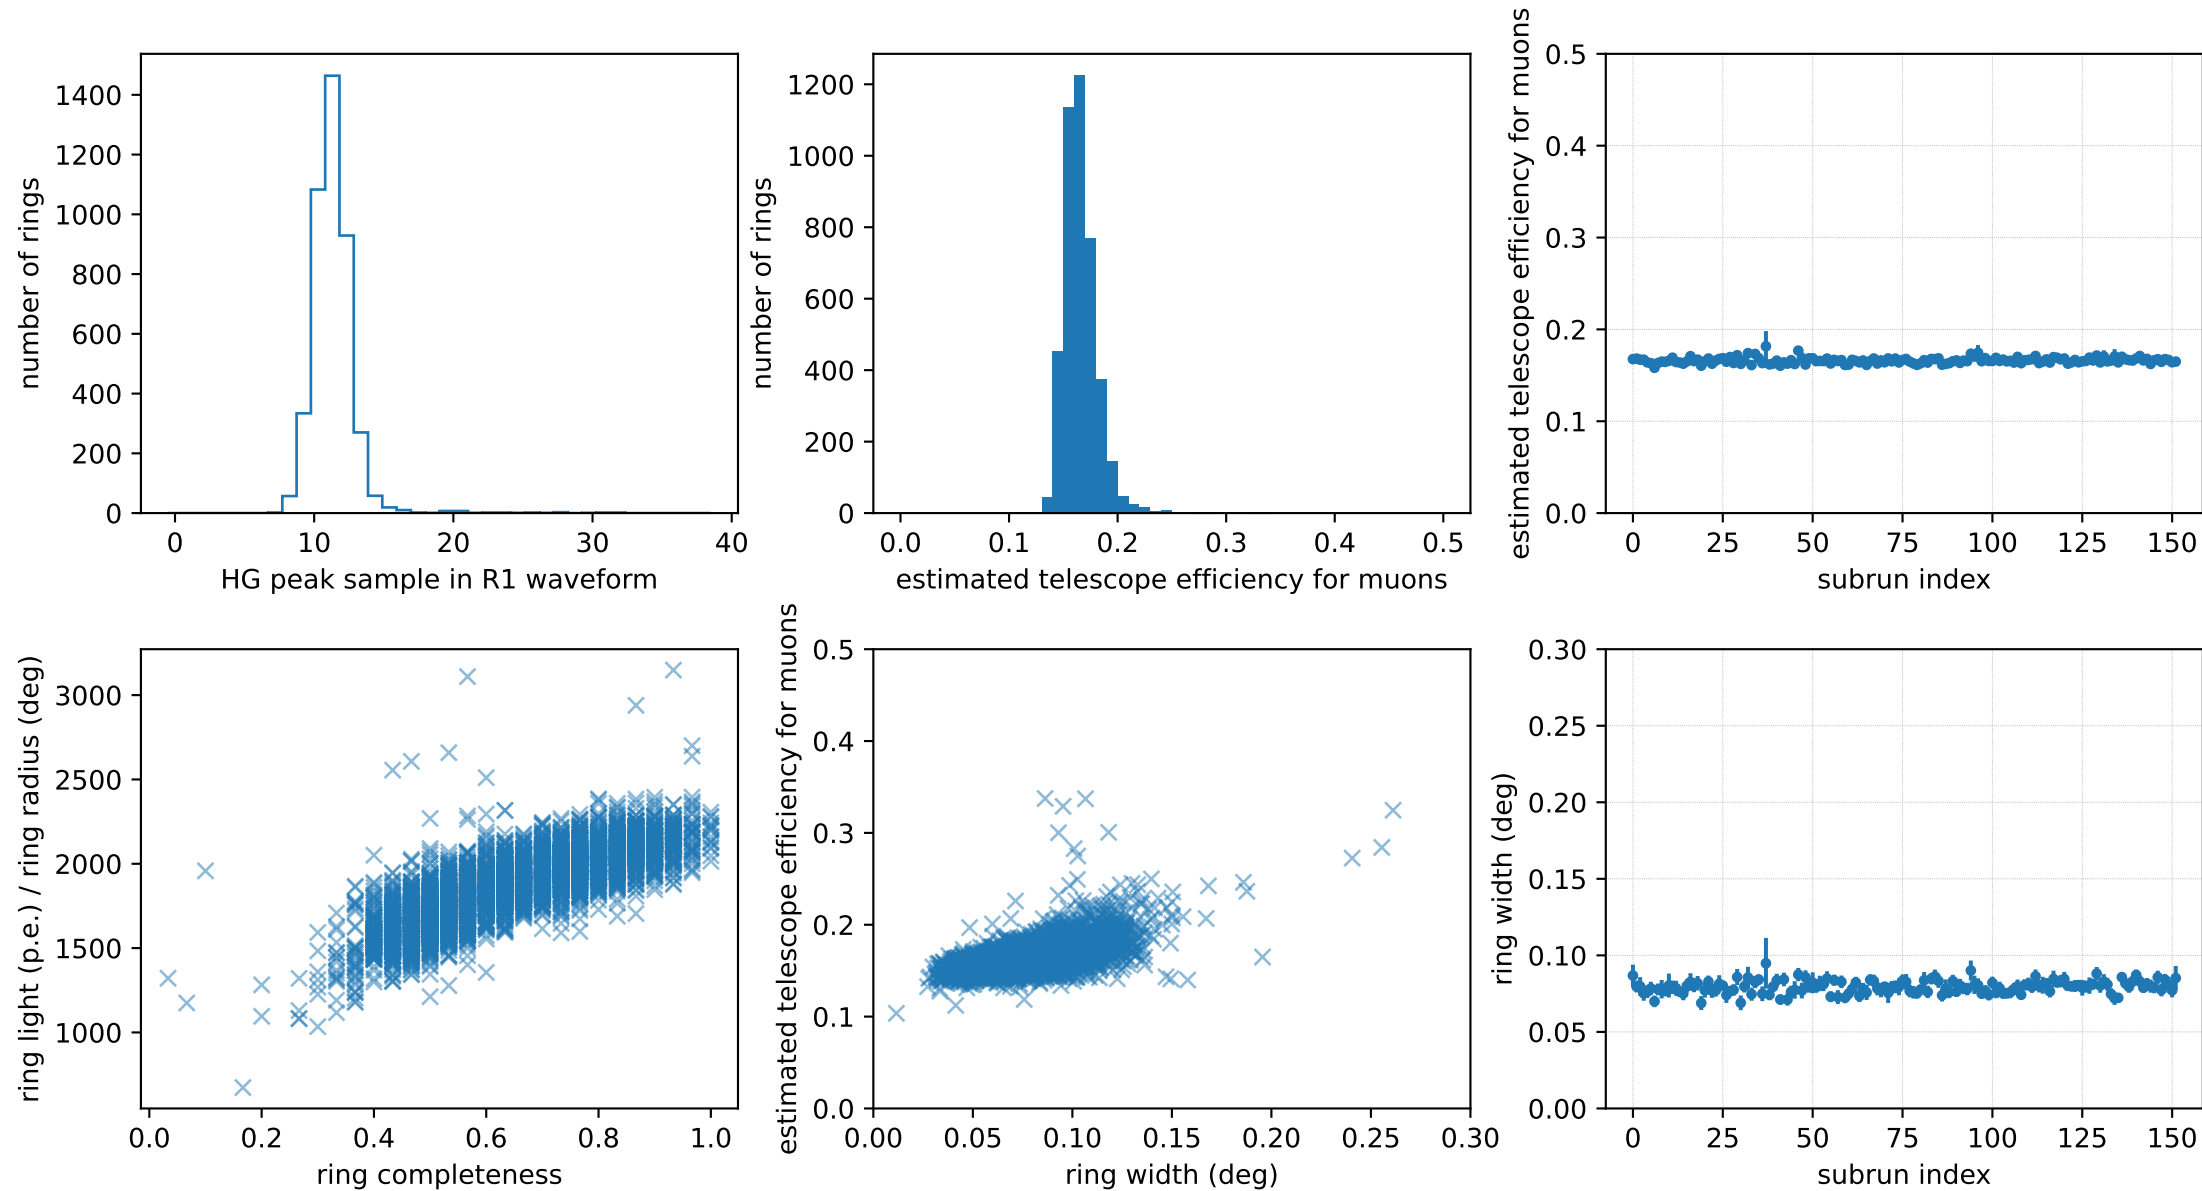 number of rings
1400
1200
1000
800
600
400
200
0
0 10 20 30 40
HG peak sample in R1 waveform
number of rings
1200
1000
800
600
400
200
0
0.0 0.1 0.2 0.3 0.4 0.5
estimated telescope efficiency for muons
estimated telescope efficiency for muons
0.5
0.4
0.3
0.2
0.1
0.0
0 25 50 75 100 125 150
subrun index
ring light (p.e.) / ring radius (deg)
3000
2500
2000
1500
1000
0.0 0.2 0.4 0.6 0.8 1.0
ring completeness
estimated telescope efficiency for muons
0.5
0.4
0.3
0.2
0.1
0.0
0.00 0.05 0.10 0.15 0.20 0.25 0.30
ring width (deg)
ring width (deg)
0.30
0.25
0.20
0.15
0.10
0.05
0.00
0 25 50 75 100 125 150
subrun index